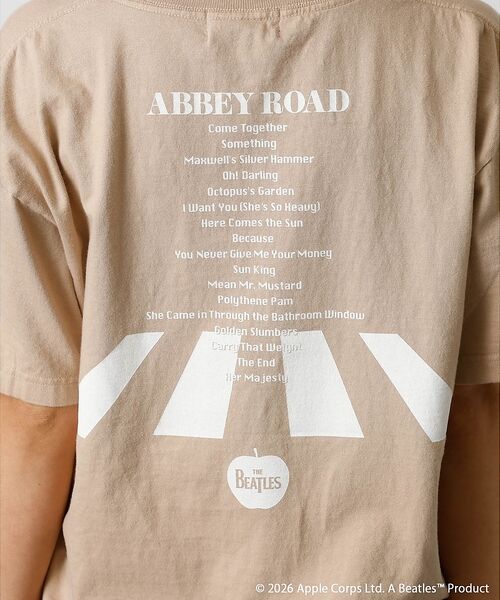 ABBEY ROAD
Come Together
Something
Maxwell's Silver Hammer
Oh! Darling
Octopus's Garden
I Want You (She's So Heavy)
Here Comes the Sun
Because
You Never Give Me Your Money
Sun King
Mean Mr. Mustard
Polythene Pam
She Came in Through the Bathroom Window
Golden Slumbers
Carry That Weight
The End
Her Majesty
THE
BEATLES
© 2026 Apple Corps Ltd. A Beatles™ Product